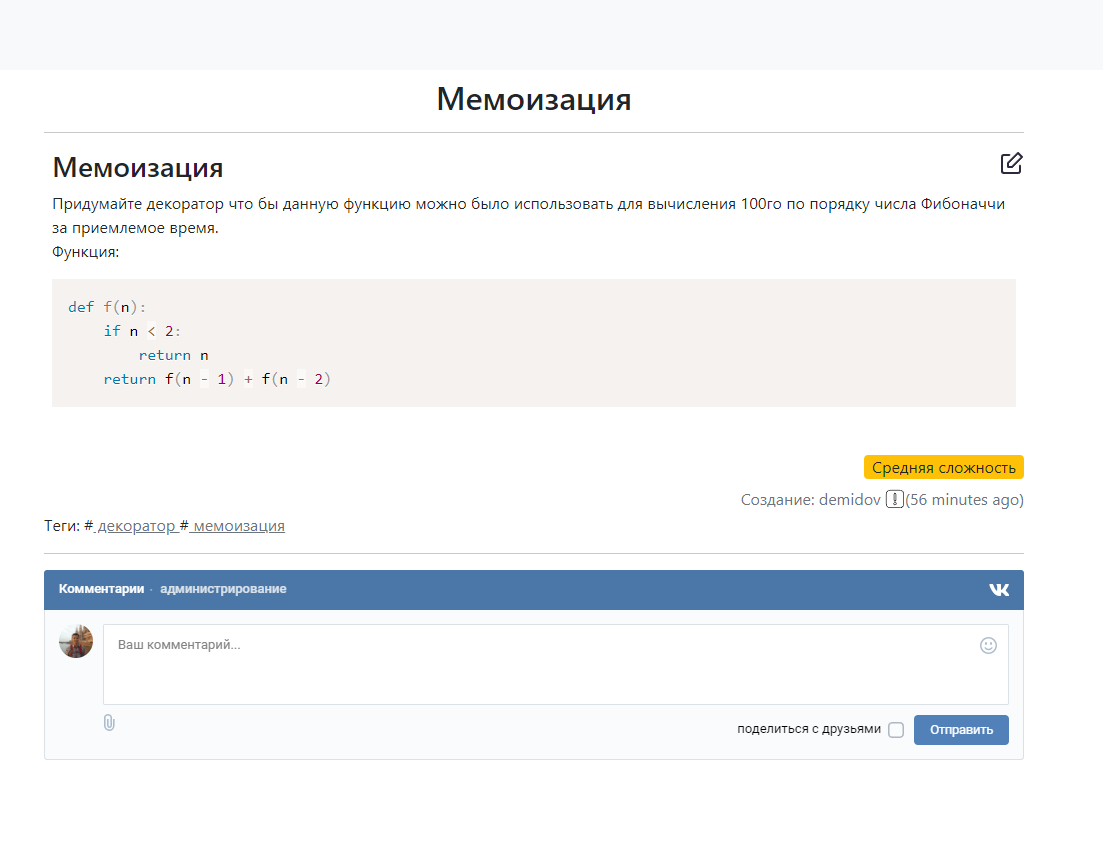 Мемоизация
Мемоизация
Придумайте декоратор что бы данную функцию можно было использовать для вычисления 100го по порядку числа Фибоначчи
за приемлемое время.
Функция:
def f(n):
    if n < 2:
        return n
    return f(n - 1) + f(n - 2)
Средняя сложность
Создание: demidov (56 minutes ago)
Теги: # декоратор # мемоизация
Комментарии · администрирование
Ваш комментарий...
поделиться с друзьями Отправить